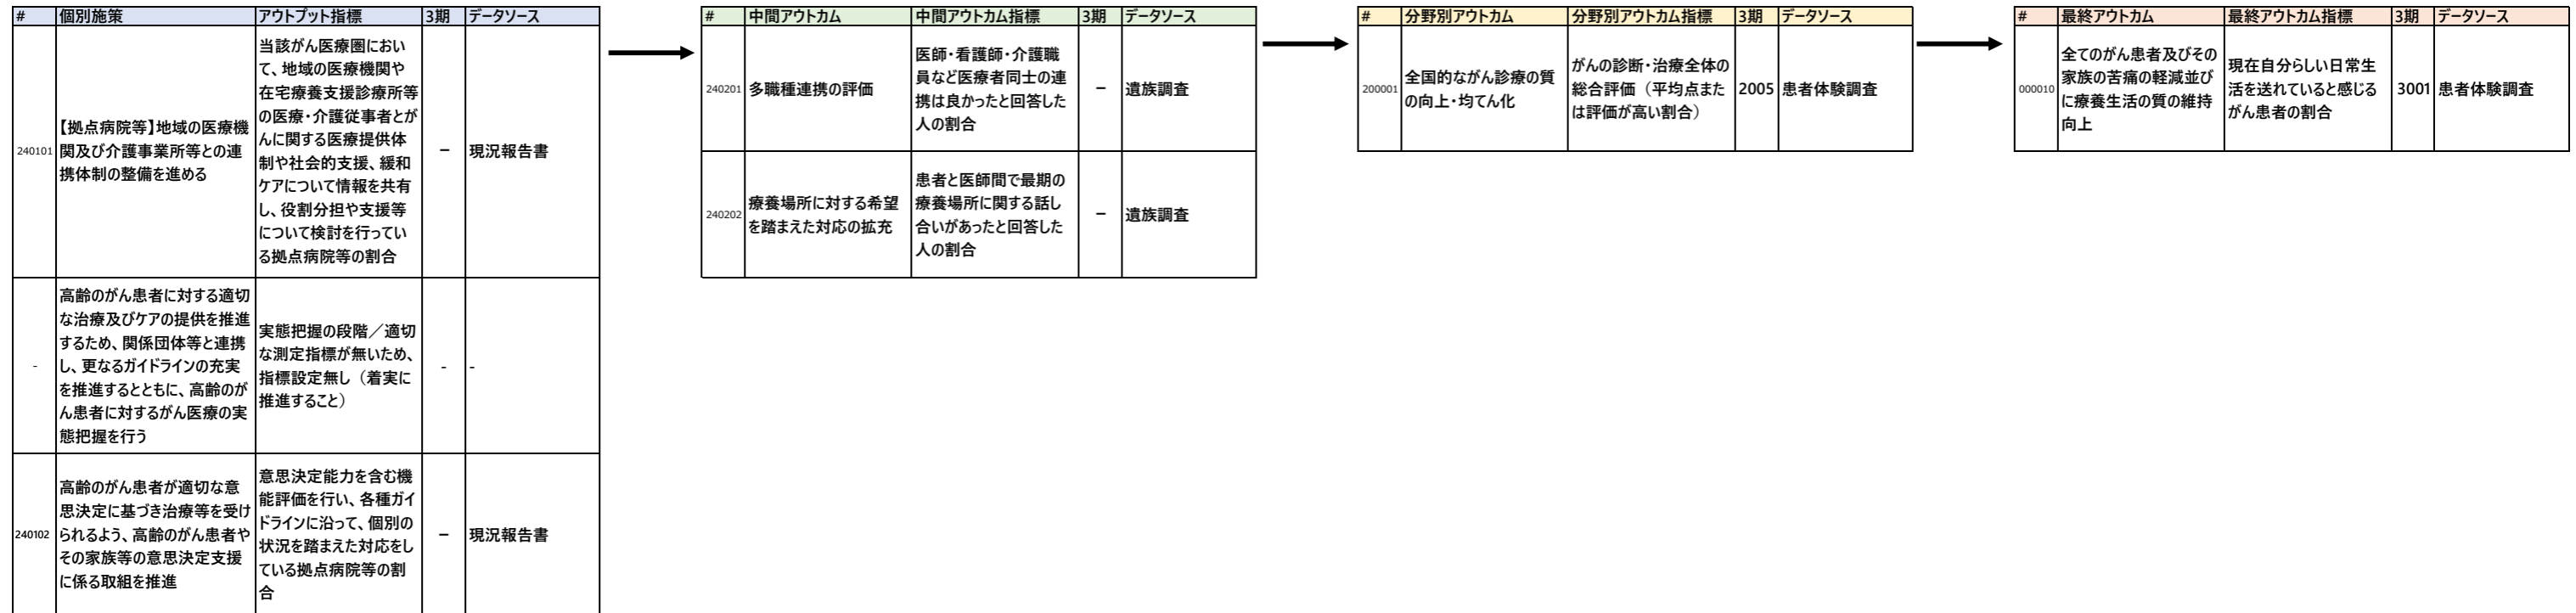 #
個別施策
アウトプット指標
3期
データソース
240101
【拠点病院等】地域の医療機
関及び介護事業所等との連
携体制の整備を進める
当該がん医療圏におい
て、地域の医療機関や
在宅療養支援診療所等
の医療・介護従事者とが
んに関する医療提供体
制や社会的支援、緩和
ケアについて情報を共有
し、役割分担や支援等
について検討を行ってい
る拠点病院等の割合
–
現況報告書
-
高齢のがん患者に対する適切
な治療及びケアの提供を推進
するため、関係団体等と連携
し、更なるガイドラインの充実
を推進するとともに、高齢のが
ん患者に対するがん医療の実
態把握を行う
実態把握の段階／適切
な測定指標が無いため、
指標設定無し（着実に
推進すること）
-
-
240102
高齢のがん患者が適切な意
思決定に基づき治療等を受け
られるよう、高齢のがん患者や
その家族等の意思決定支援
に係る取組を推進
意思決定能力を含む機
能評価を行い、各種ガイ
ドラインに沿って、個別の
状況を踏まえた対応をし
ている拠点病院等の割
合
–
現況報告書
#
中間アウトカム
中間アウトカム指標
3期
データソース
240201
多職種連携の評価
医師・看護師・介護職
員など医療者同士の連
携は良かったと回答した
人の割合
–
遺族調査
240202
療養場所に対する希望
を踏まえた対応の拡充
患者と医師間で最期の
療養場所に関する話し
合いがあったと回答した
人の割合
–
遺族調査
#
分野別アウトカム
分野別アウトカム指標
3期
データソース
200001
全国的ながん診療の質
の向上・均てん化
がんの診断・治療全体の
総合評価（平均点また
は評価が高い割合）
2005
患者体験調査
#
最終アウトカム
最終アウトカム指標
3期
データソース
000010
全てのがん患者及びその
家族の苦痛の軽減並び
に療養生活の質の維持
向上
現在自分らしい日常生
活を送れていると感じる
がん患者の割合
3001
患者体験調査